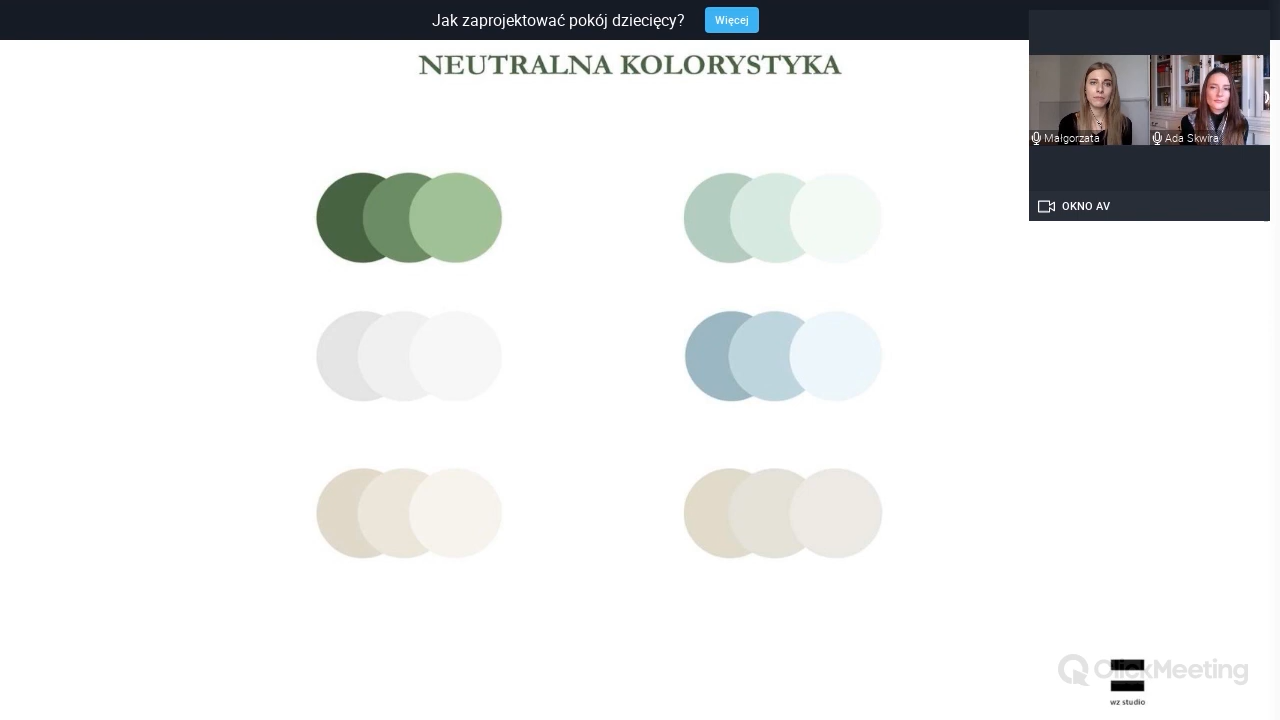 Jak zaprojektować pokój dziecięcy?
Więcej
NEUTRALNA KOLORYSTYKA
Małgorzata
Ada Skwira
OKNO AV
ClickMeeting
wz studio